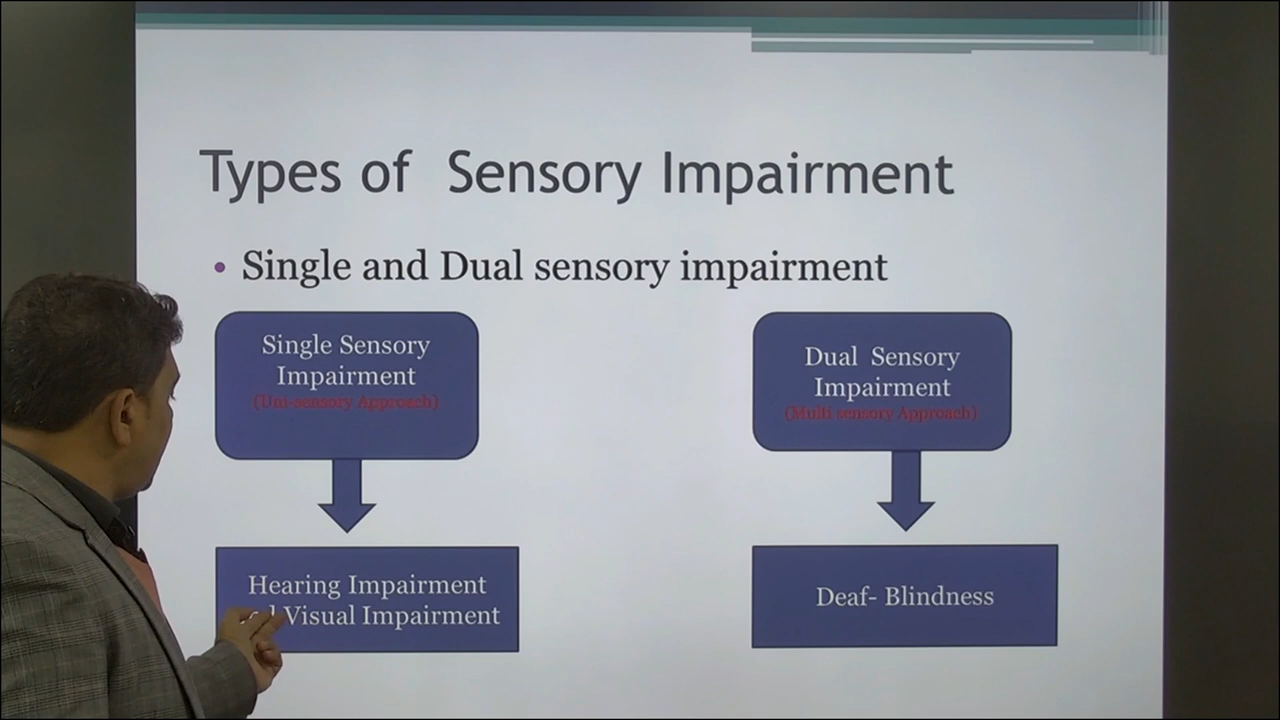 Types of Sensory Impairment
• Single and Dual sensory impairment
Single Sensory
Impairment
(Uni-sensory Approach)
Dual Sensory
Impairment
(Multi sensory Approach)
Hearing Impairment
Visual Impairment
Deaf- Blindness